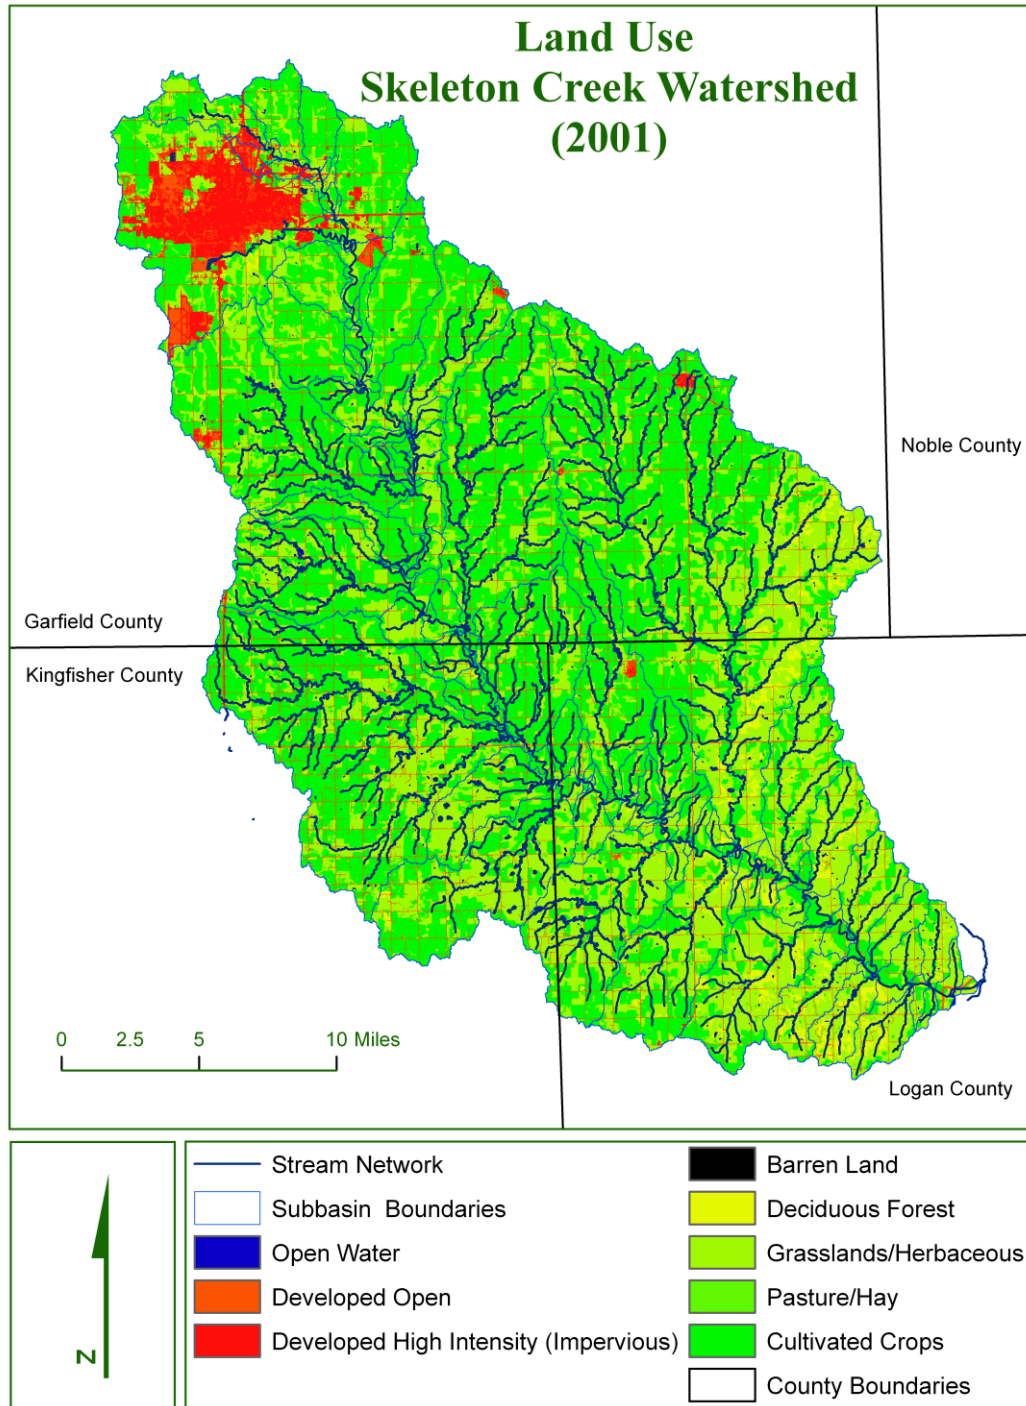 Land Use
Skeleton Creek Watershed
(2001)
Noble County
Garfield County
Kingfisher County
0 2.5 5 10 Miles
Logan County
N
Stream Network
Subbasin Boundaries
Open Water
Developed Open
Developed High Intensity (Impervious)
Barren Land
Deciduous Forest
Grasslands/Herbaceous
Pasture/Hay
Cultivated Crops
County Boundaries